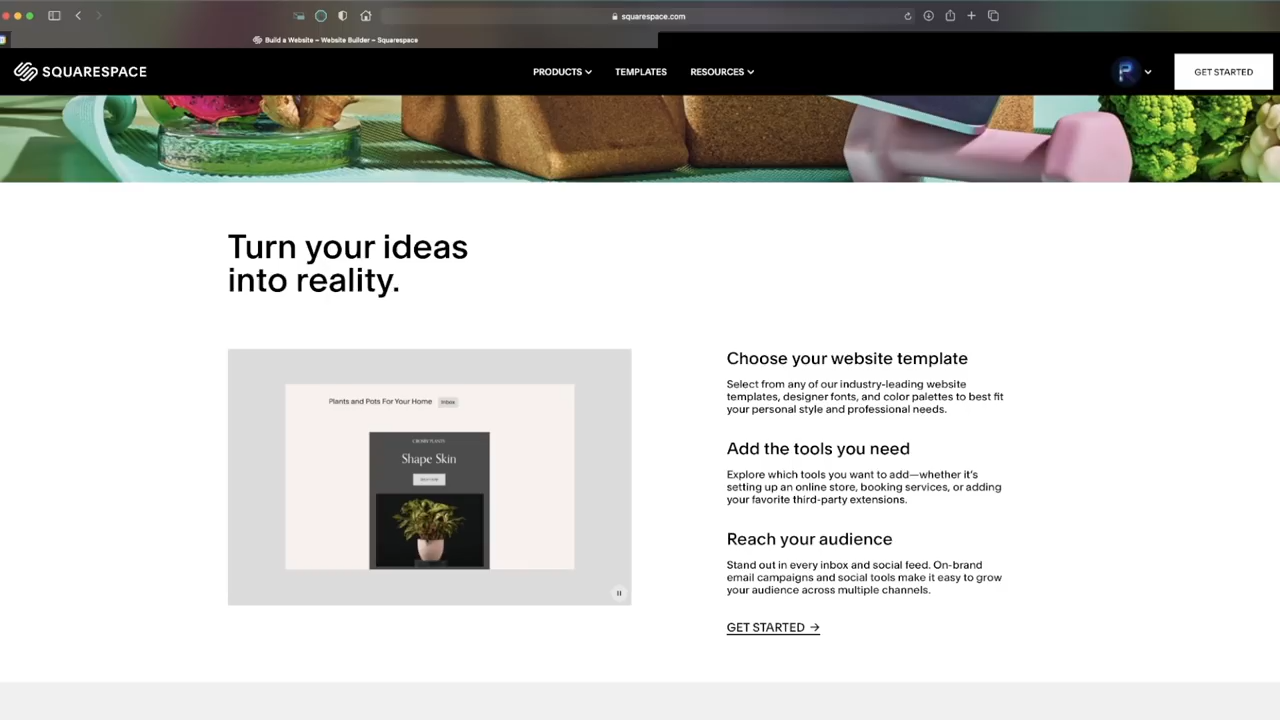 squarespace.com
Build a Website – Website Builder – Squarespace
SQUARESPACE
PRODUCTS
TEMPLATES
RESOURCES
P
GET STARTED
Turn your ideas
into reality.
Plants and Pots For Your Home
Inbox
CROSBY PLANTS
Shape Skin
Choose your website template
Select from any of our industry-leading website
templates, designer fonts, and color palettes to best fit
your personal style and professional needs.
Add the tools you need
Explore which tools you want to add—whether it's
setting up an online store, booking services, or adding
your favorite third-party extensions.
Reach your audience
Stand out in every inbox and social feed. On-brand
email campaigns and social tools make it easy to grow
your audience across multiple channels.
GET STARTED →